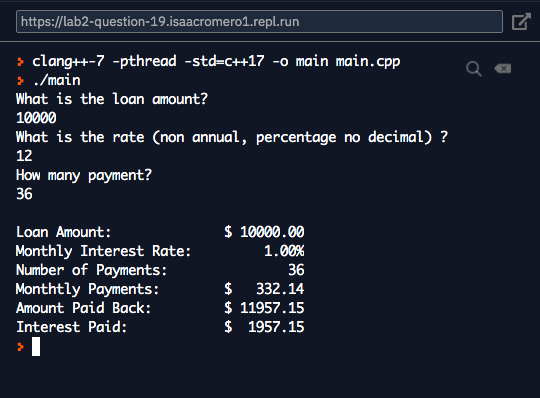 https://lab2-question-19.isaacromero1.repl.run
> clang++-7 -pthread -std=c++17 -o main main.cpp
> ./main
What is the loan amount?
10000
What is the rate (non annual, percentage no decimal) ?
12
How many payment?
36
Loan Amount: $ 10000.00
Monthly Interest Rate: 1.00%
Number of Payments: 36
Monthtly Payments: $ 332.14
Amount Paid Back: $ 11957.15
Interest Paid: $ 1957.15
>